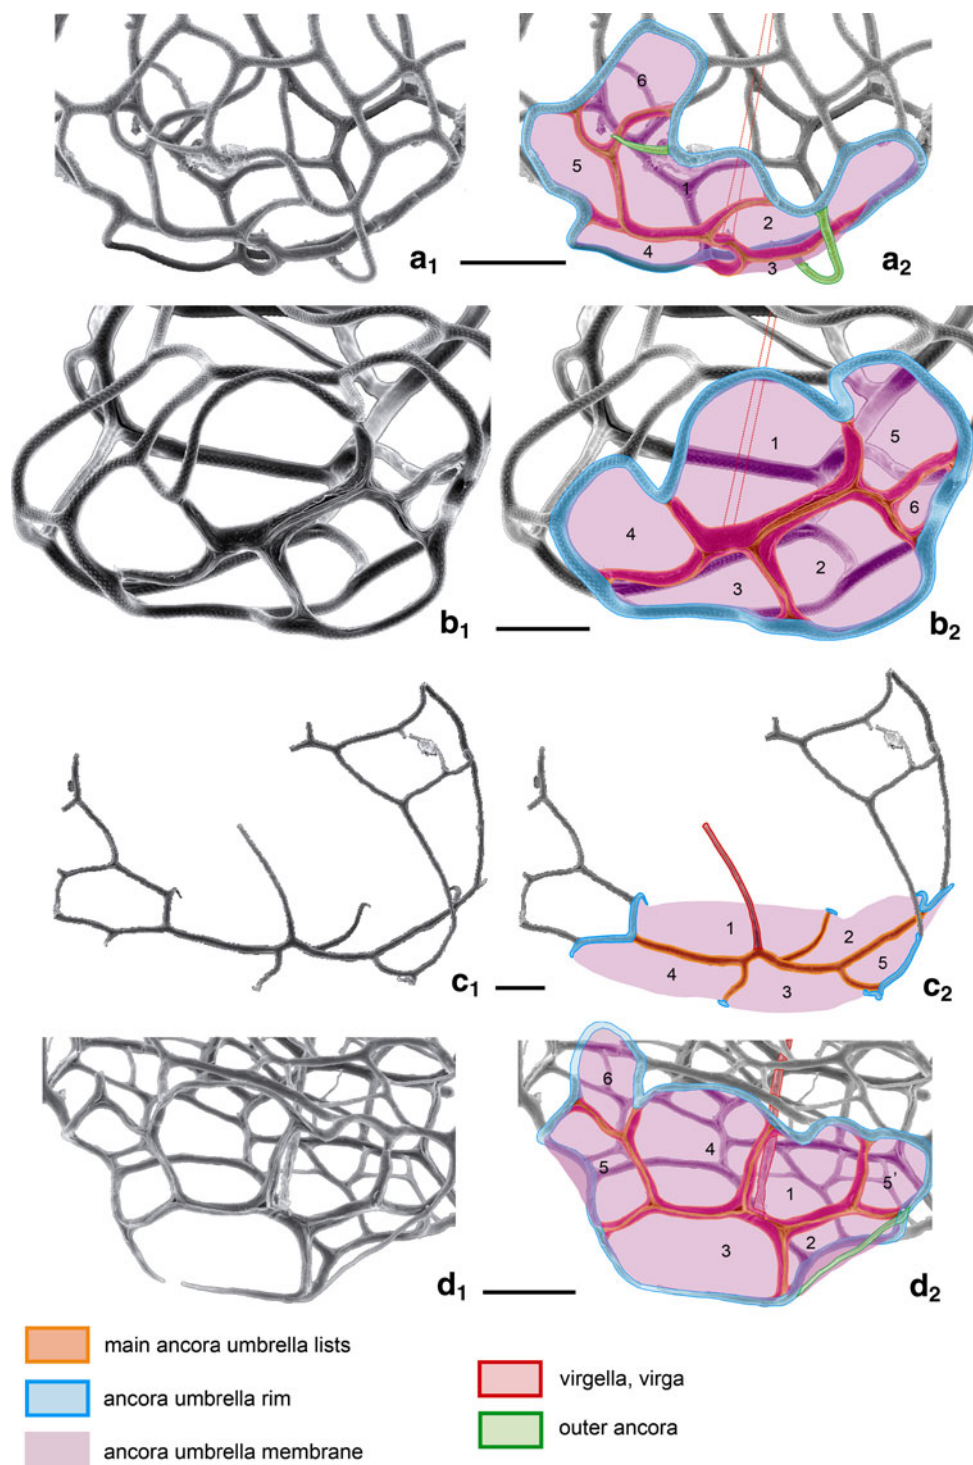 6
5
1
2
4
3
a1
a2
1
5
6
4
2
3
b1
b2
1
2
5
4
3
c1
c2
6
4
5
5'
1
2
3
d1
d2
main ancora umbrella lists
virgella, virga
ancora umbrella rim
outer ancora
ancora umbrella membrane